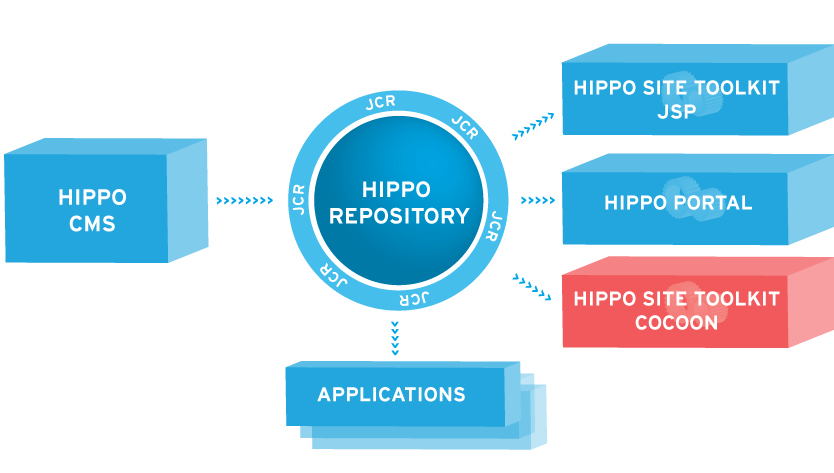 HIPPO
CMS
JCR
JCR
JCR
JCR
JCR
JCR
HIPPO
REPOSITORY
HIPPO SITE TOOLKIT
JSP
HIPPO PORTAL
HIPPO SITE TOOLKIT
COCOON
APPLICATIONS